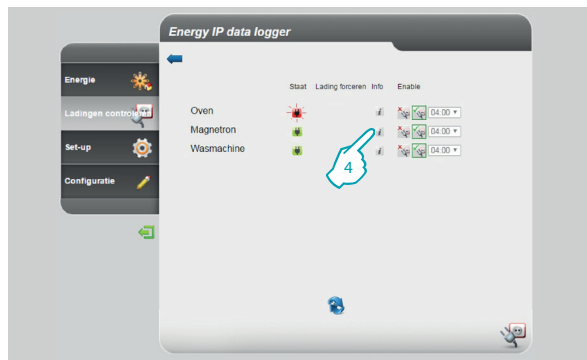 Energy IP data logger
Energie
Ladingen controleren
Set-up
Configuratie
Staat Lading forceren Info Enable
Oven i 04:00
Magnetron i 04:00
Wasmachine i 04:00
4